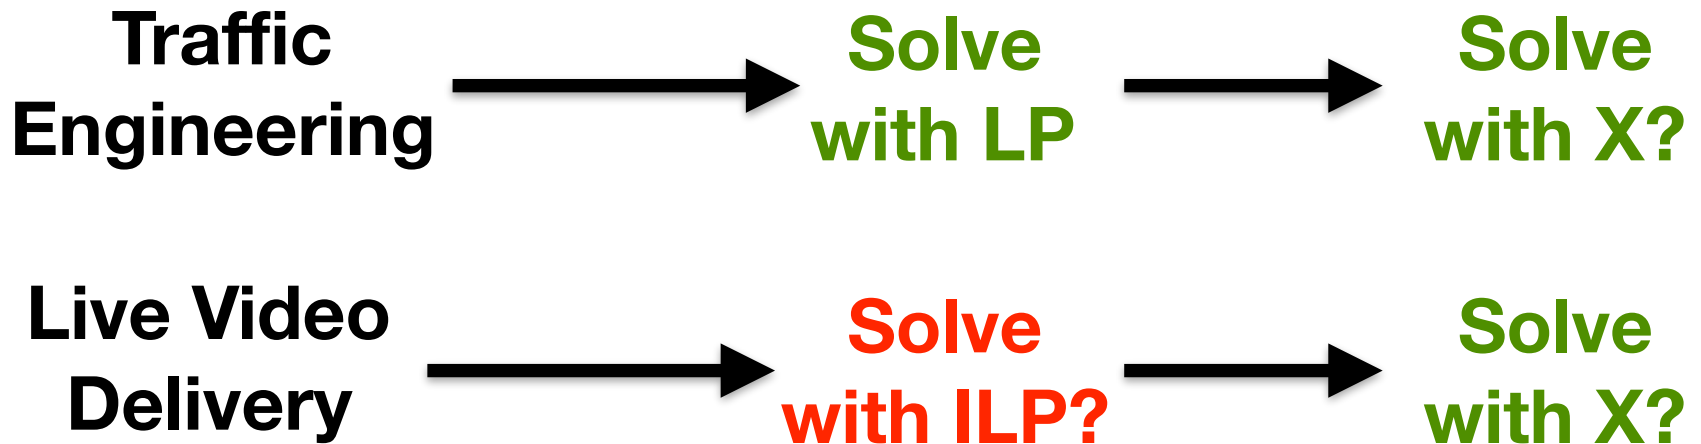 Traffic
Engineering
Solve
with LP
Solve
with X?
Live Video
Delivery
Solve
with ILP?
Solve
with X?